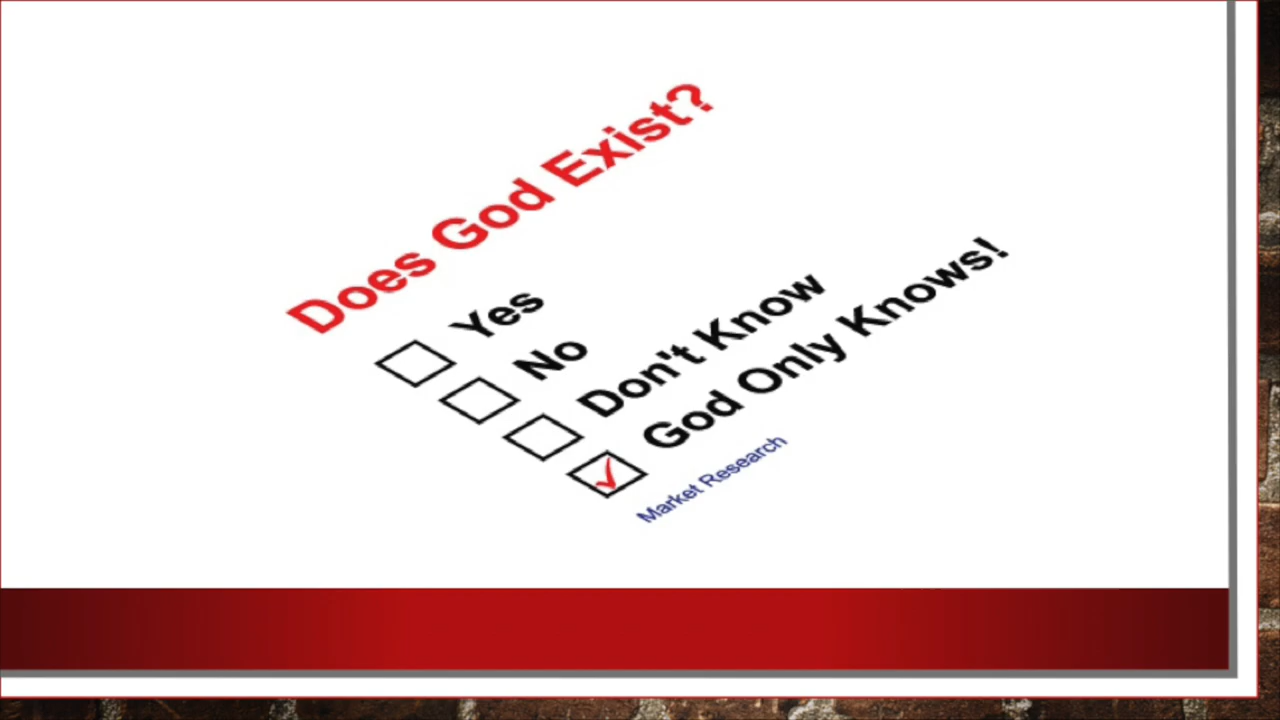 Does God Exist?
Yes
No
Don't Know
God Only Knows!
Market Research